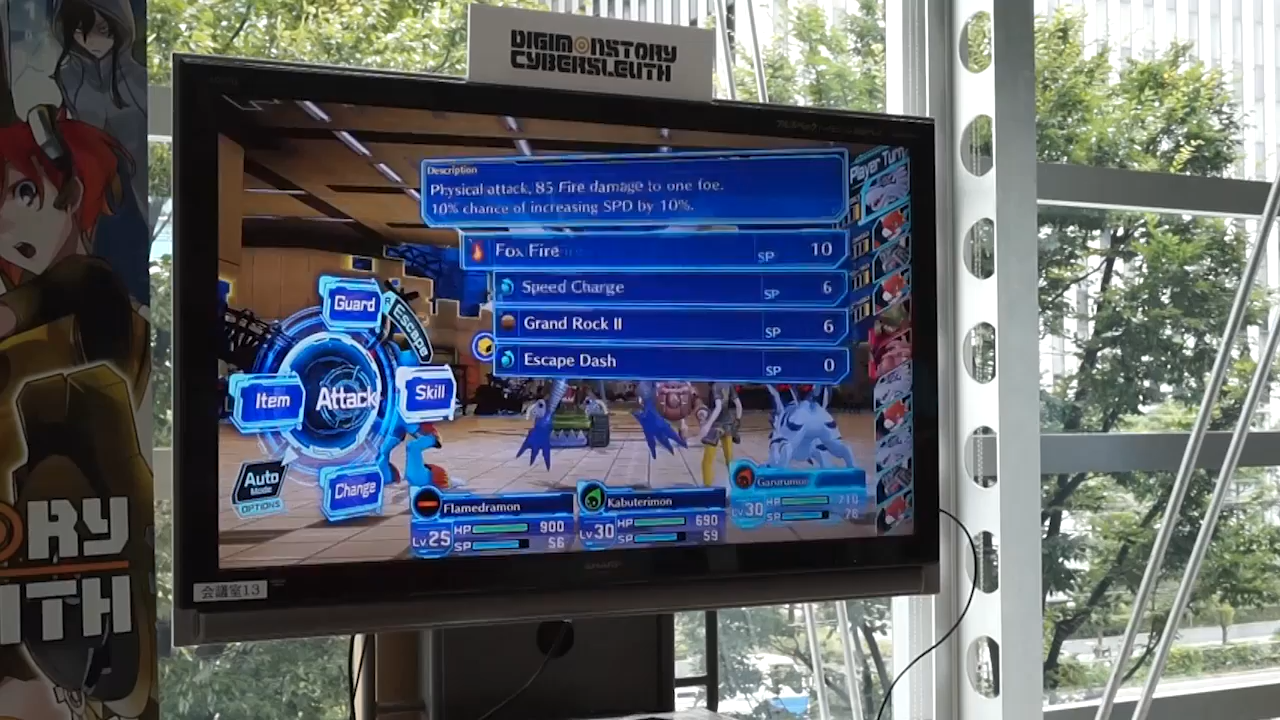 DIGIMONSTORY
CYBERSLEUTH
Description
Physical attack, 85 Fire damage to one foe.
10% chance of increasing SPD by 10%.
Player Turn
Fox Fire SP 10
Speed Charge SP 6
Grand Rock II SP 6
Escape Dash SP 0
Guard
R
Escape
Item
Attack
Skill
Auto
Mode
OPTIONS
Change
Flamedramon
Lv.25 HP 900
SP 56
Kabuterimon
Lv.30 HP 690
SP 59
Garurumon
Lv.30 HP 710
SP 76
会議室13
SHARP
ORY
UTH